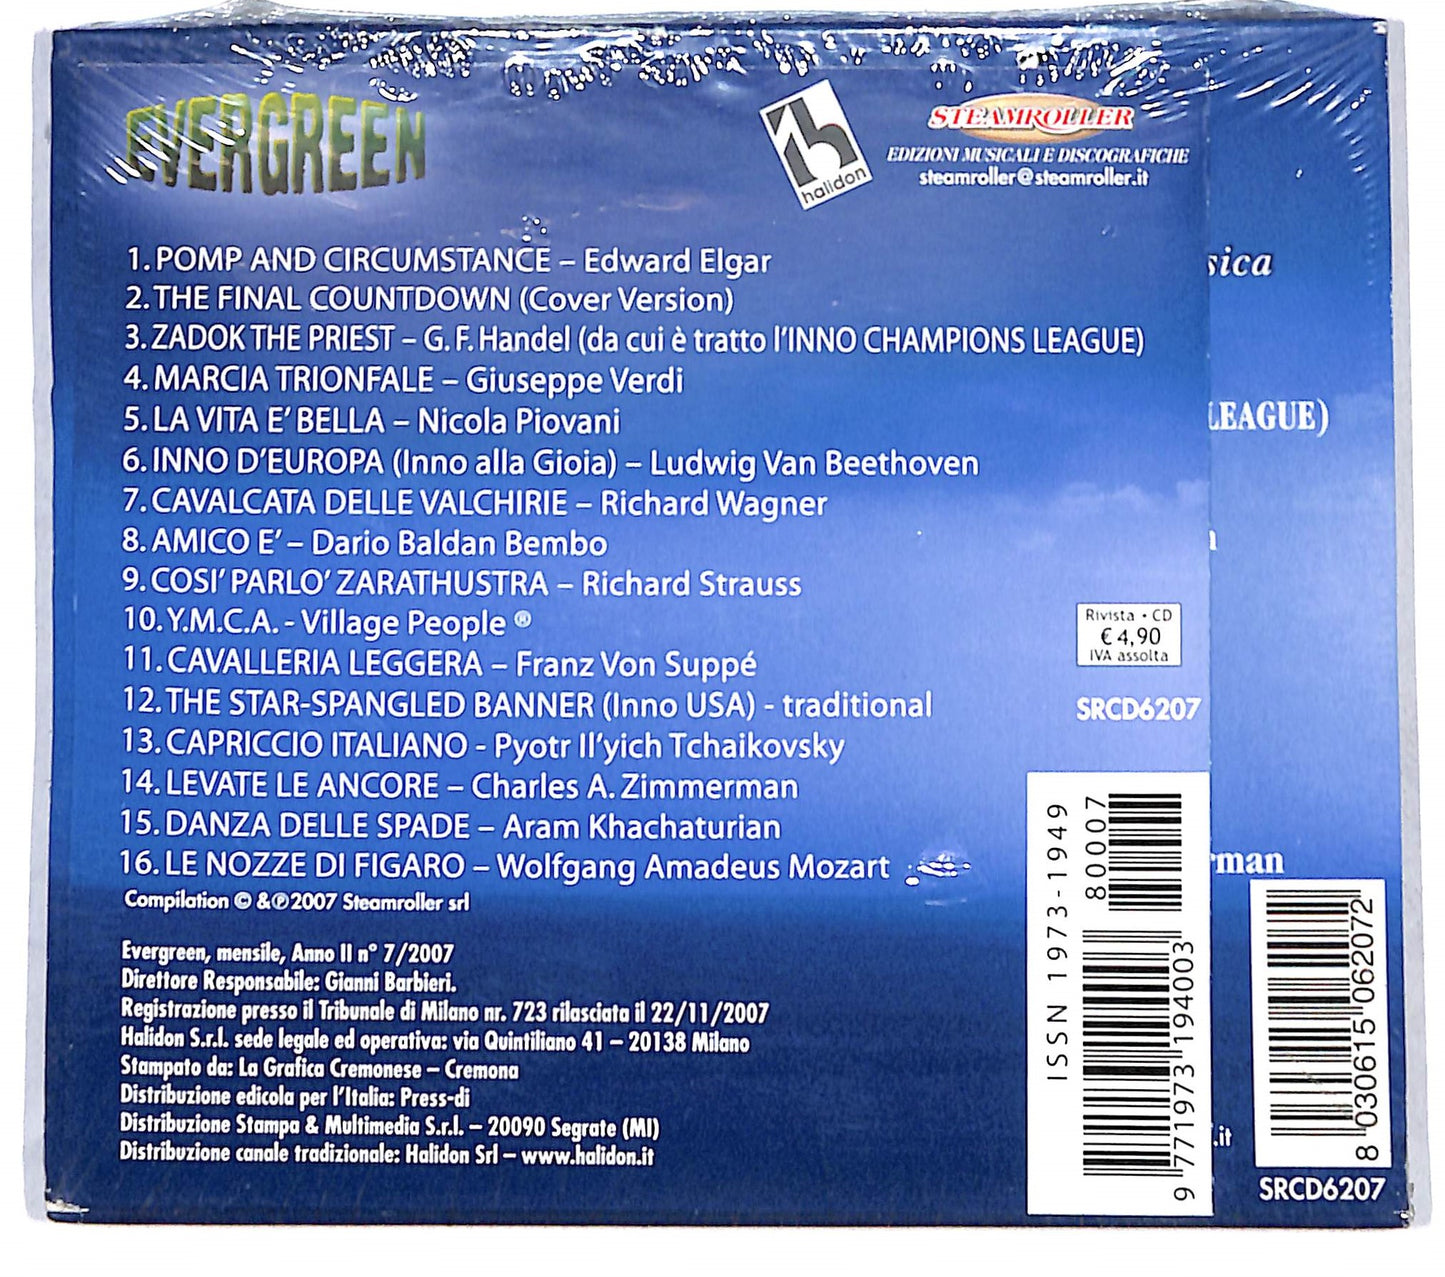 EVERGREEN
halidon
STEAMROLLER
EDIZIONI MUSICALI E DISCOGRAFICHE
steamroller@steamroller.it
1. POMP AND CIRCUMSTANCE – Edward Elgar
2. THE FINAL COUNTDOWN (Cover Version)
3. ZADOK THE PRIEST – G. F. Handel (da cui è tratto l'INNO CHAMPIONS LEAGUE)
4. MARCIA TRIONFALE – Giuseppe Verdi
5. LA VITA E' BELLA – Nicola Piovani
6. INNO D'EUROPA (Inno alla Gioia) – Ludwig Van Beethoven
7. CAVALCATA DELLE VALCHIRIE – Richard Wagner
8. AMICO E' – Dario Baldan Bembo
9. COSI' PARLO' ZARATHUSTRA – Richard Strauss
10. Y.M.C.A. - Village People ®
11. CAVALLERIA LEGGERA – Franz Von Suppé
12. THE STAR-SPANGLED BANNER (Inno USA) - traditional
13. CAPRICCIO ITALIANO - Pyotr Il'yich Tchaikovsky
14. LEVATE LE ANCORE – Charles A. Zimmerman
15. DANZA DELLE SPADE – Aram Khachaturian
16. LE NOZZE DI FIGARO – Wolfgang Amadeus Mozart
Compilation © & ℗ 2007 Steamroller srl
Evergreen, mensile, Anno II n° 7/2007
Direttore Responsabile: Gianni Barbieri.
Registrazione presso il Tribunale di Milano nr. 723 rilasciata il 22/11/2007
Halidon S.r.l. sede legale ed operativa: via Quintiliano 41 – 20138 Milano
Stampato da: La Grafica Cremonese – Cremona
Distribuzione edicola per l'Italia: Press-di
Distribuzione Stampa & Multimedia S.r.l. – 20090 Segrate (MI)
Distribuzione canale tradizionale: Halidon Srl – www.halidon.it
Rivista • CD
€ 4,90
IVA assolta
SRCD6207
ISSN 1973-1949
80007
9 771973 194003
sica
LEAGUE)
rman
.it
8 030615 062072
SRCD6207